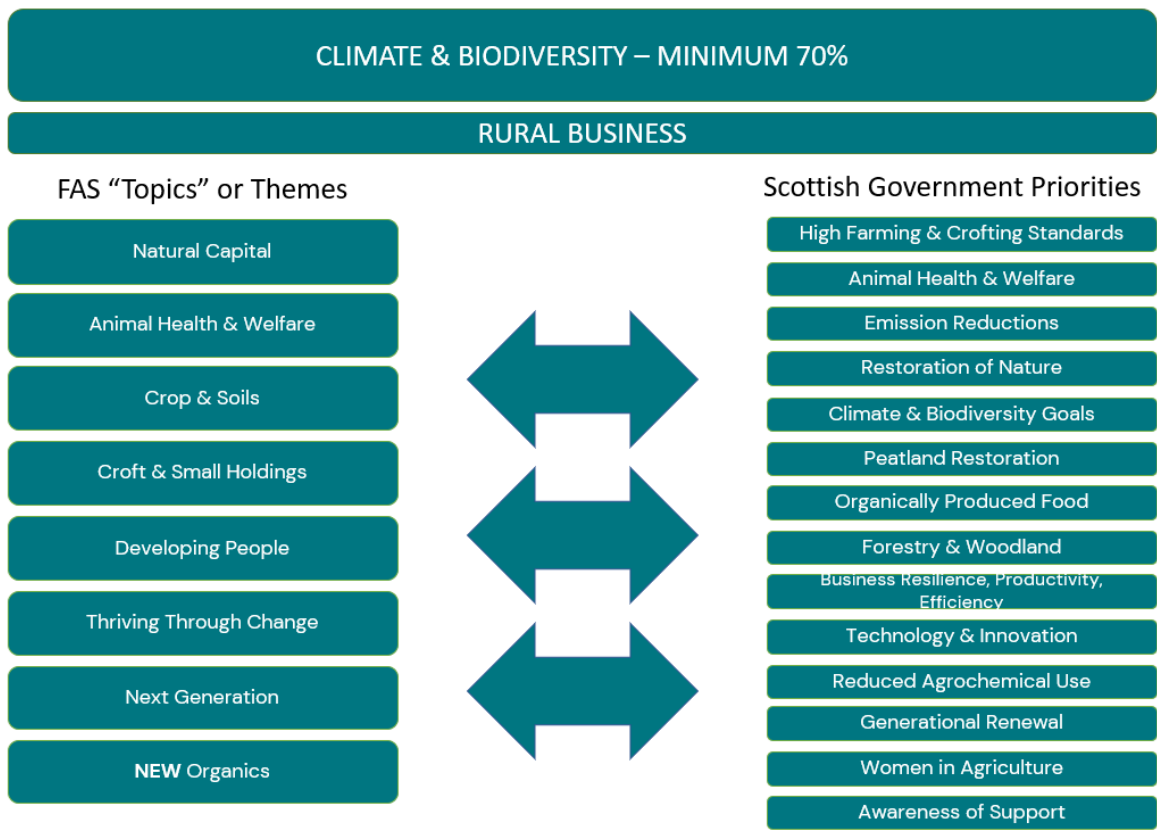 CLIMATE & BIODIVERSITY – MINIMUM 70%
RURAL BUSINESS
FAS “Topics” or Themes
Natural Capital
Animal Health & Welfare
Crop & Soils
Croft & Small Holdings
Developing People
Thriving Through Change
Next Generation
NEW Organics
Scottish Government Priorities
High Farming & Crofting Standards
Animal Health & Welfare
Emission Reductions
Restoration of Nature
Climate & Biodiversity Goals
Peatland Restoration
Organically Produced Food
Forestry & Woodland
Business Resilience, Productivity,
Efficiency
Technology & Innovation
Reduced Agrochemical Use
Generational Renewal
Women in Agriculture
Awareness of Support